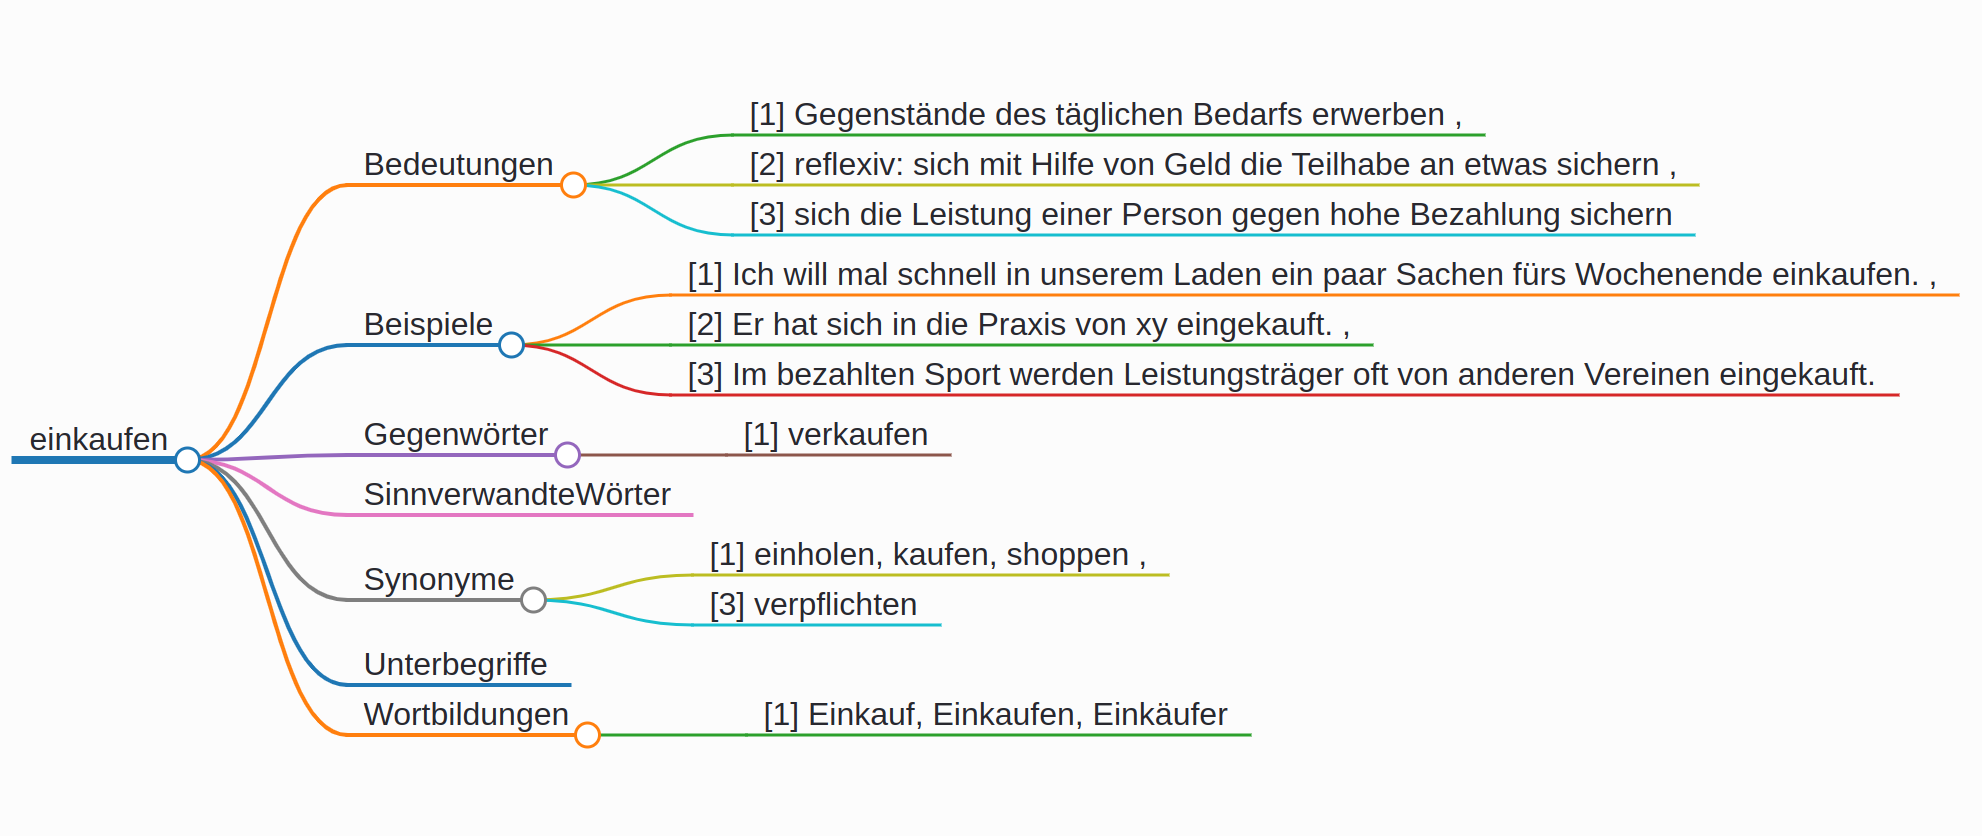 einkaufen
Bedeutungen
[1] Gegenstände des täglichen Bedarfs erwerben ,
[2] reflexiv: sich mit Hilfe von Geld die Teilhabe an etwas sichern ,
[3] sich die Leistung einer Person gegen hohe Bezahlung sichern
Beispiele
[1] Ich will mal schnell in unserem Laden ein paar Sachen fürs Wochenende einkaufen. ,
[2] Er hat sich in die Praxis von xy eingekauft. ,
[3] Im bezahlten Sport werden Leistungsträger oft von anderen Vereinen eingekauft.
Gegenwörter
[1] verkaufen
SinnverwandteWörter
Synonyme
[1] einholen, kaufen, shoppen ,
[3] verpflichten
Unterbegriffe
Wortbildungen
[1] Einkauf, Einkaufen, Einkäufer